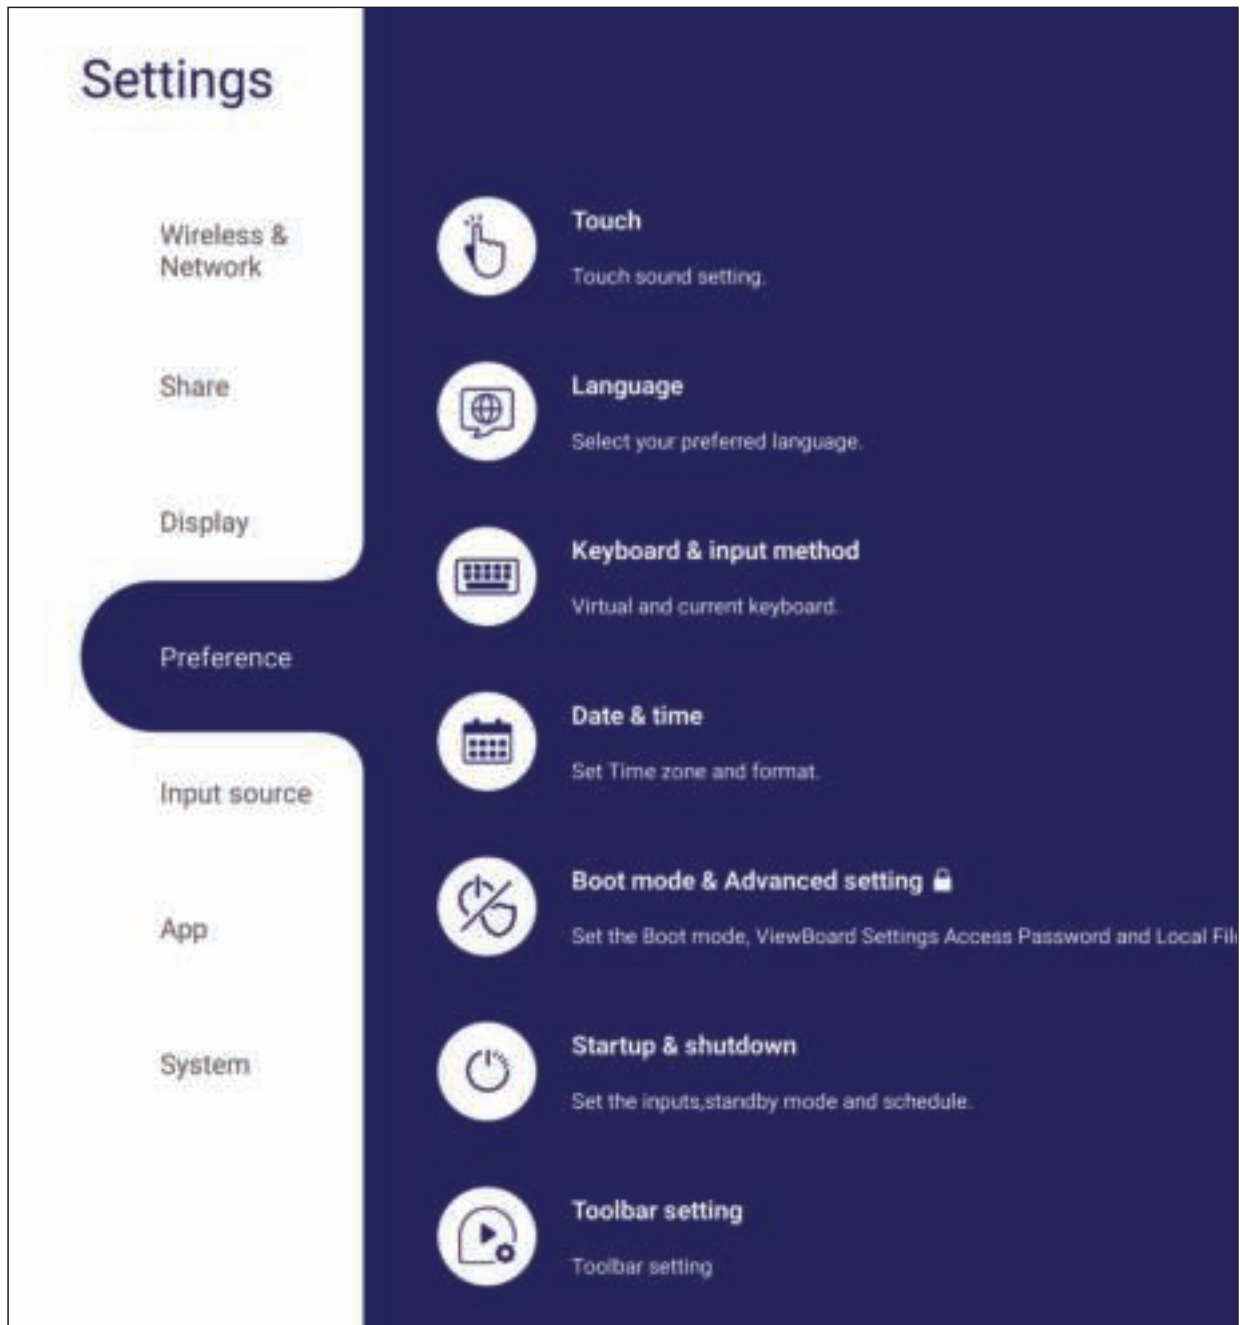 Settings
Wireless &
Network
Share
Display
Preference
Input source
App
System
Touch
Touch sound setting.
Language
Select your preferred language.
Keyboard & input method
Virtual and current keyboard.
Date & time
Set Time zone and format.
Boot mode & Advanced setting
Set the Boot mode, ViewBoard Settings Access Password and Local
Startup & shutdown
Set the inputs,standby mode and schedule.
Toolbar setting
Toolbar setting